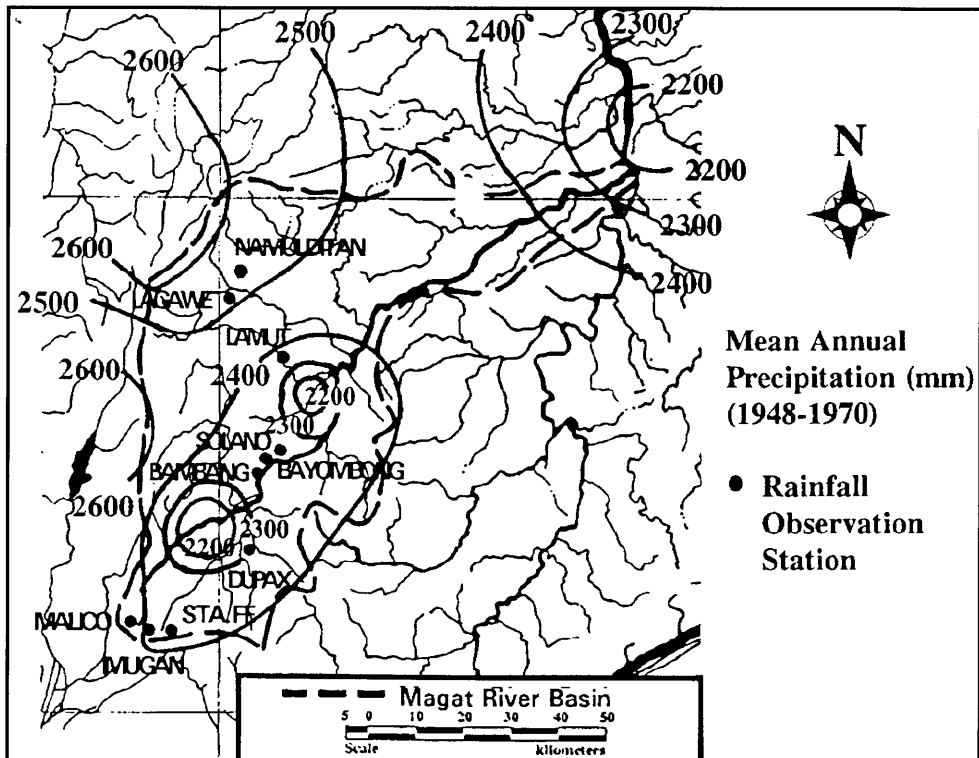 2300
2500
2400
2600
2200
2200
2300
2600
NAMULDITAN
2400
2500
LAGAWE
LAMUT
2600
2400
2200
2300
SOLANO
BAMBANG
BAYOMBONG
2600
2300
2200
DUPAX
MALICO
STA.FE
IMUGAN
N
Mean Annual
Precipitation (mm)
(1948-1970)
Rainfall
Observation
Station
Magat River Basin
5 0 10 20 30 40 50
Scale kilometers